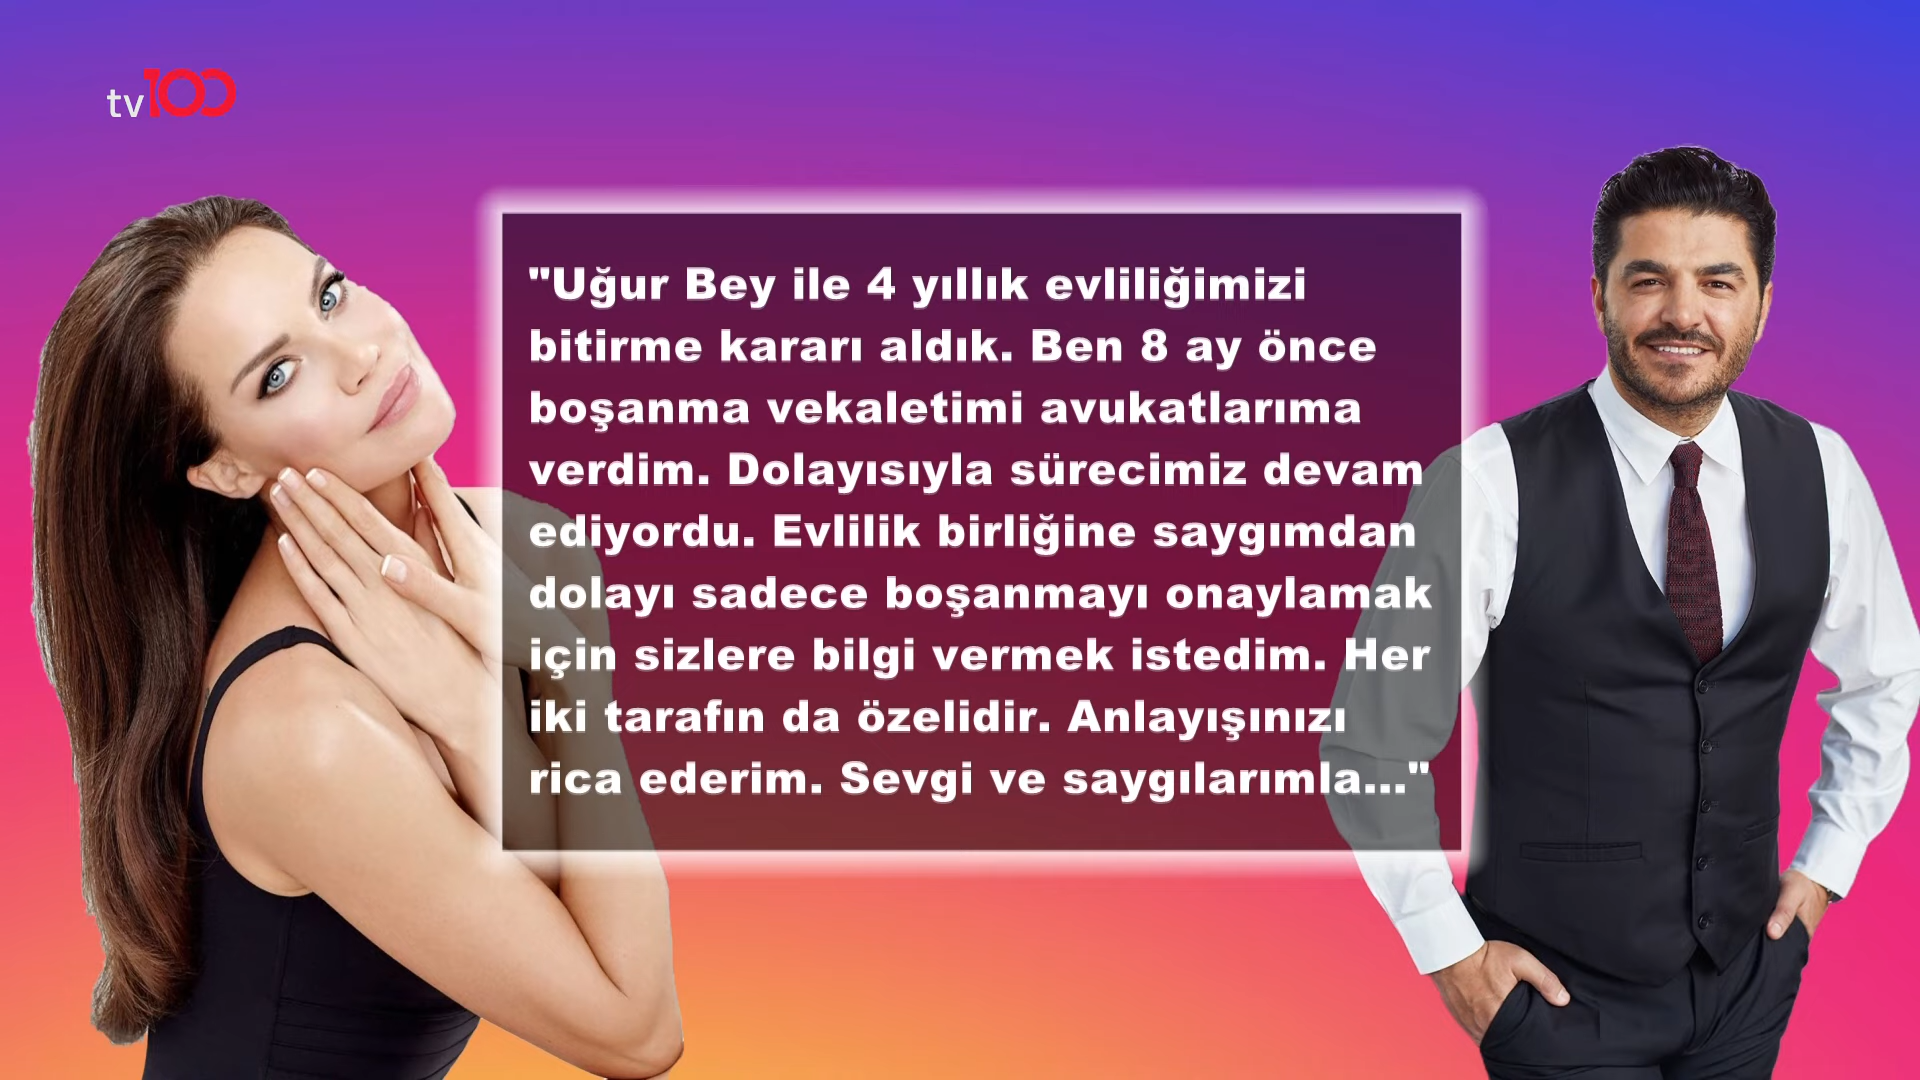 tv100
"Uğur Bey ile 4 yıllık evliliğimizi
bitirme kararı aldık. Ben 8 ay önce
boşanma vekaletimi avukatlarıma
verdim. Dolayısıyla sürecimiz devam
ediyordu. Evlilik birliğine saygımdan
dolayı sadece boşanmayı onaylamak
için sizlere bilgi vermek istedim. Her
iki tarafın da özelidir. Anlayışınızı
rica ederim. Sevgi ve saygılarımla..."